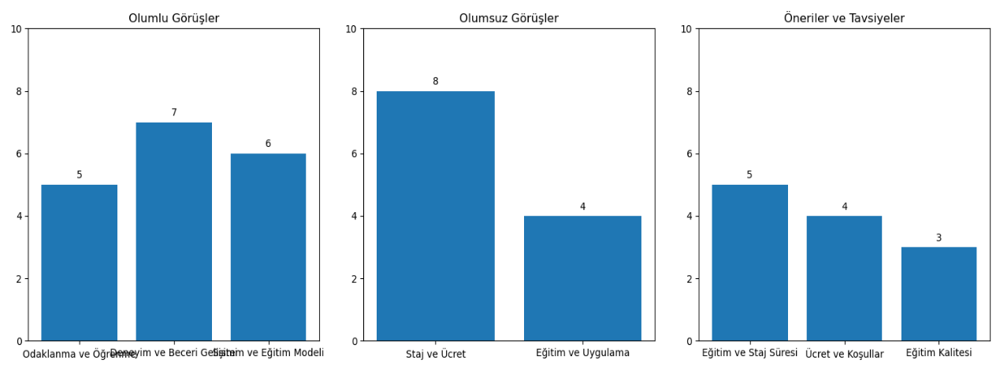 Olumlu Görüşler
10
8
6
4
2
0
5
7
6
Odaklanma ve Öğrenme
Deneyim ve Beceri Gelişimi
Sistem ve Eğitim Modeli
Olumsuz Görüşler
10
8
6
4
2
0
8
4
Staj ve Ücret
Eğitim ve Uygulama
Öneriler ve Tavsiyeler
10
8
6
4
2
0
5
4
3
Eğitim ve Staj Süresi
Ücret ve Koşullar
Eğitim Kalitesi